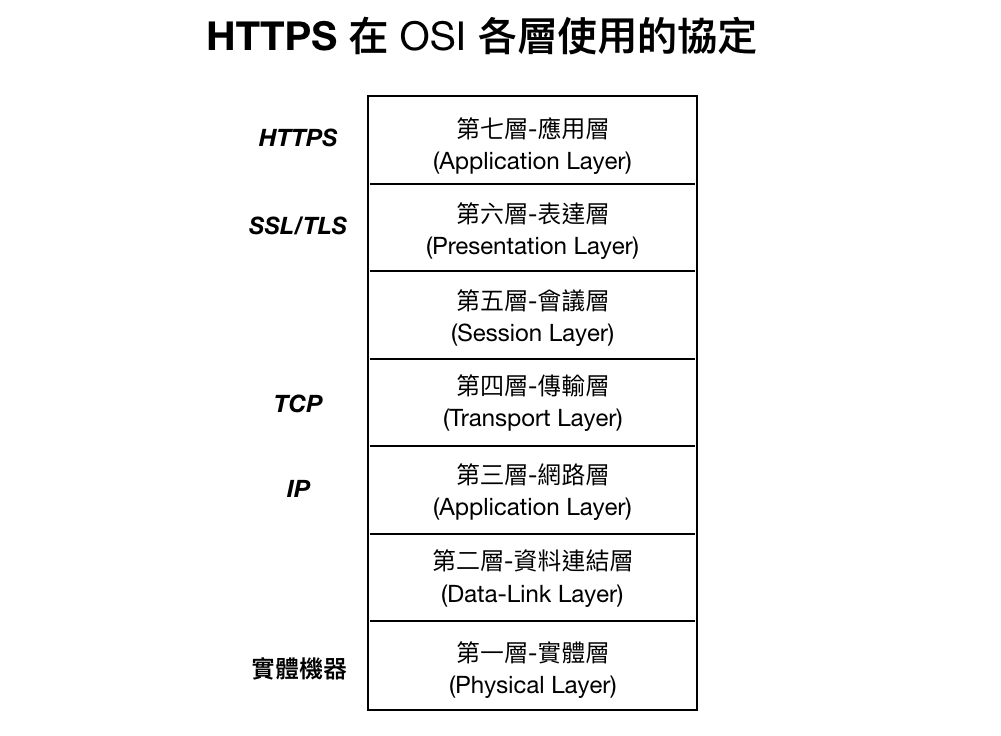 HTTPS 在 OSI 各層使用的協定
HTTPS
第七層-應用層
(Application Layer)
SSL/TLS
第六層-表達層
(Presentation Layer)
第五層-會議層
(Session Layer)
TCP
第四層-傳輸層
(Transport Layer)
IP
第三層-網路層
(Application Layer)
第二層-資料連結層
(Data-Link Layer)
實體機器
第一層-實體層
(Physical Layer)